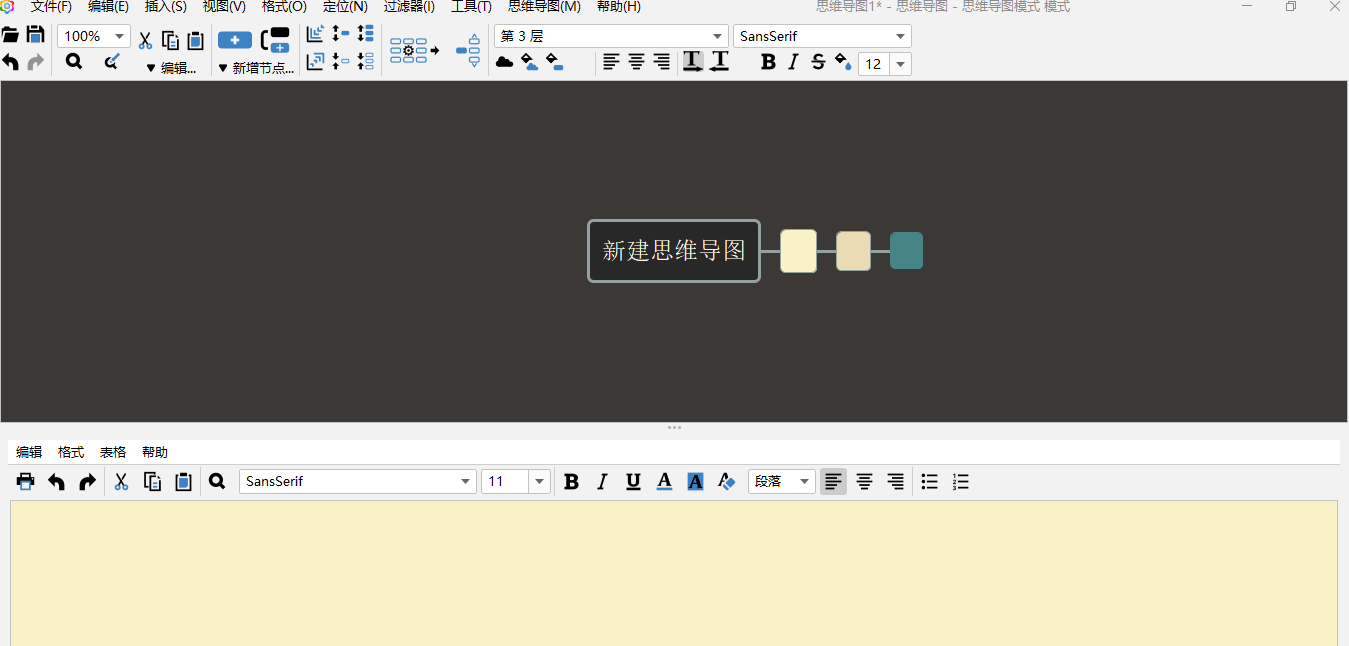 文件(F) 编辑(E) 插入(S) 视图(V) 格式(O) 定位(N) 过滤器(I) 工具(T) 思维导图(M) 帮助(H) 思维导图1* - 思维导图 - 思维导图模式 模式
100% 第 3 层 SansSerif
▼ 编辑... ▼ 新增节点... T T B I S 12
新建思维导图
编辑 格式 表格 帮助
SansSerif 11 B I U A A A 段落